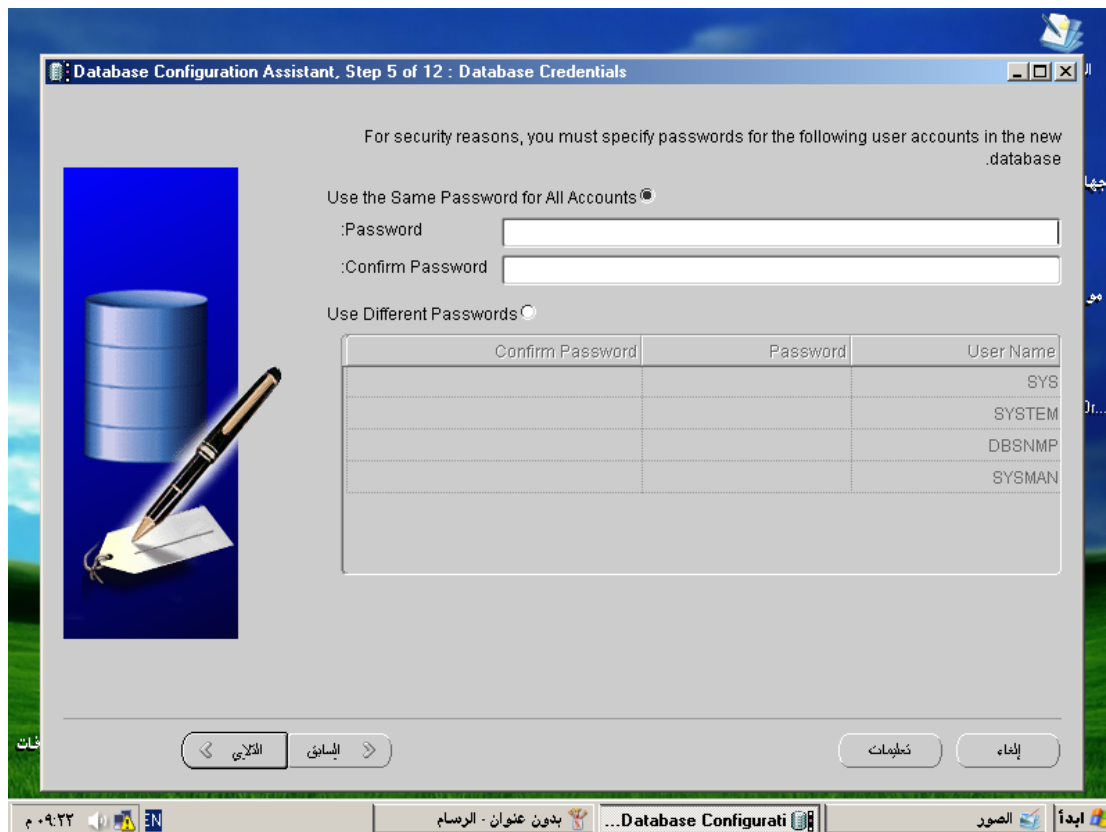 Database Configuration Assistant, Step 5 of 12 : Database Credentials
For security reasons, you must specify passwords for the following user accounts in the new
.database
Use the Same Password for All Accounts
:Password
:Confirm Password
Use Different Passwords
Confirm Password Password User Name
SYS
SYSTEM
DBSNMP
SYSMAN
إلغاء
تعليمات
السابق
التالي
ابدأ
الصور
...Database Configurati
بدون عنوان - الرسام
EN
٠٩:٢٢ م